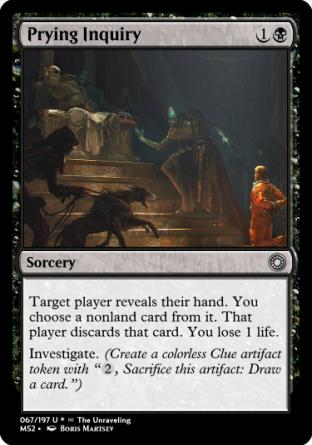 Prying Inquiry 1
Sorcery
Target player reveals their hand. You
choose a nonland card from it. That
player discards that card. You lose 1 life.
Investigate. (Create a colorless Clue artifact
token with “2, Sacrifice this artifact: Draw
a card.”)
067/197 U * — The Unraveling
MS2 • Boris Martsev